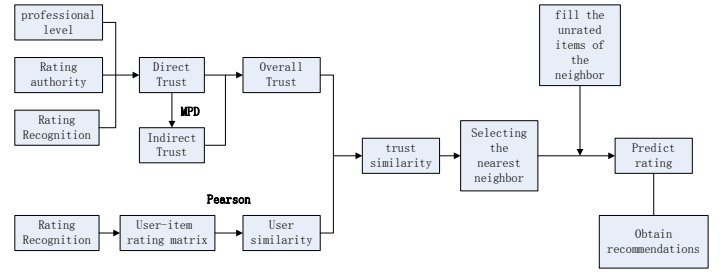 professional
level
Rating
authority
Rating
Recognition
Direct
Trust
MPD
Indirect
Trust
Overall
Trust
fill the
unrated
items of
the
neighbor
trust
similarity
Selecting
the
nearest
neighbor
Predict
rating
Pearson
Rating
Recognition
User-item
rating matrix
User
similarity
Obtain
recommendations